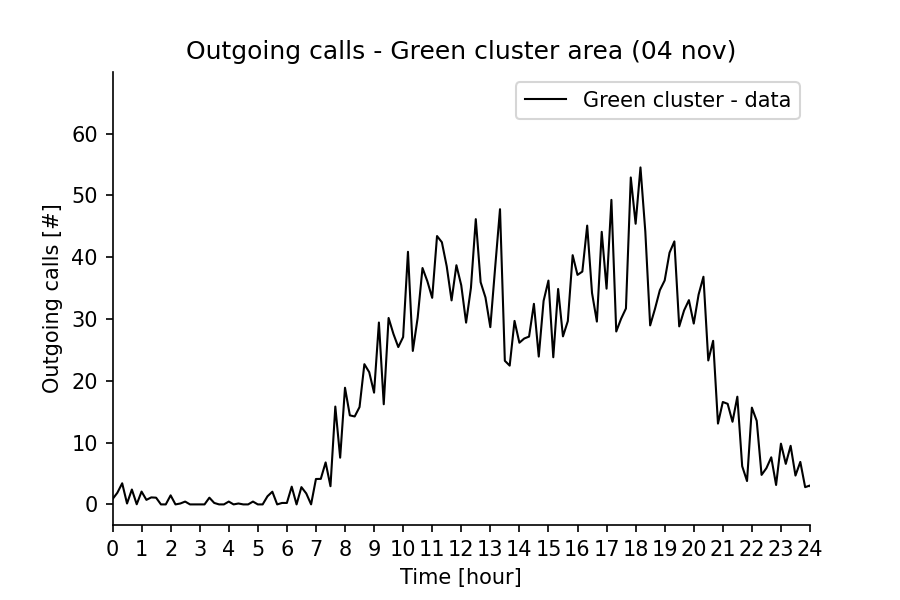 Outgoing calls - Green cluster area (04 nov)
Green cluster - data
60
50
40
30
20
10
0
Outgoing calls [#]
0 1 2 3 4 5 6 7 8 9 10 11 12 13 14 15 16 17 18 19 20 21 22 23 24
Time [hour]